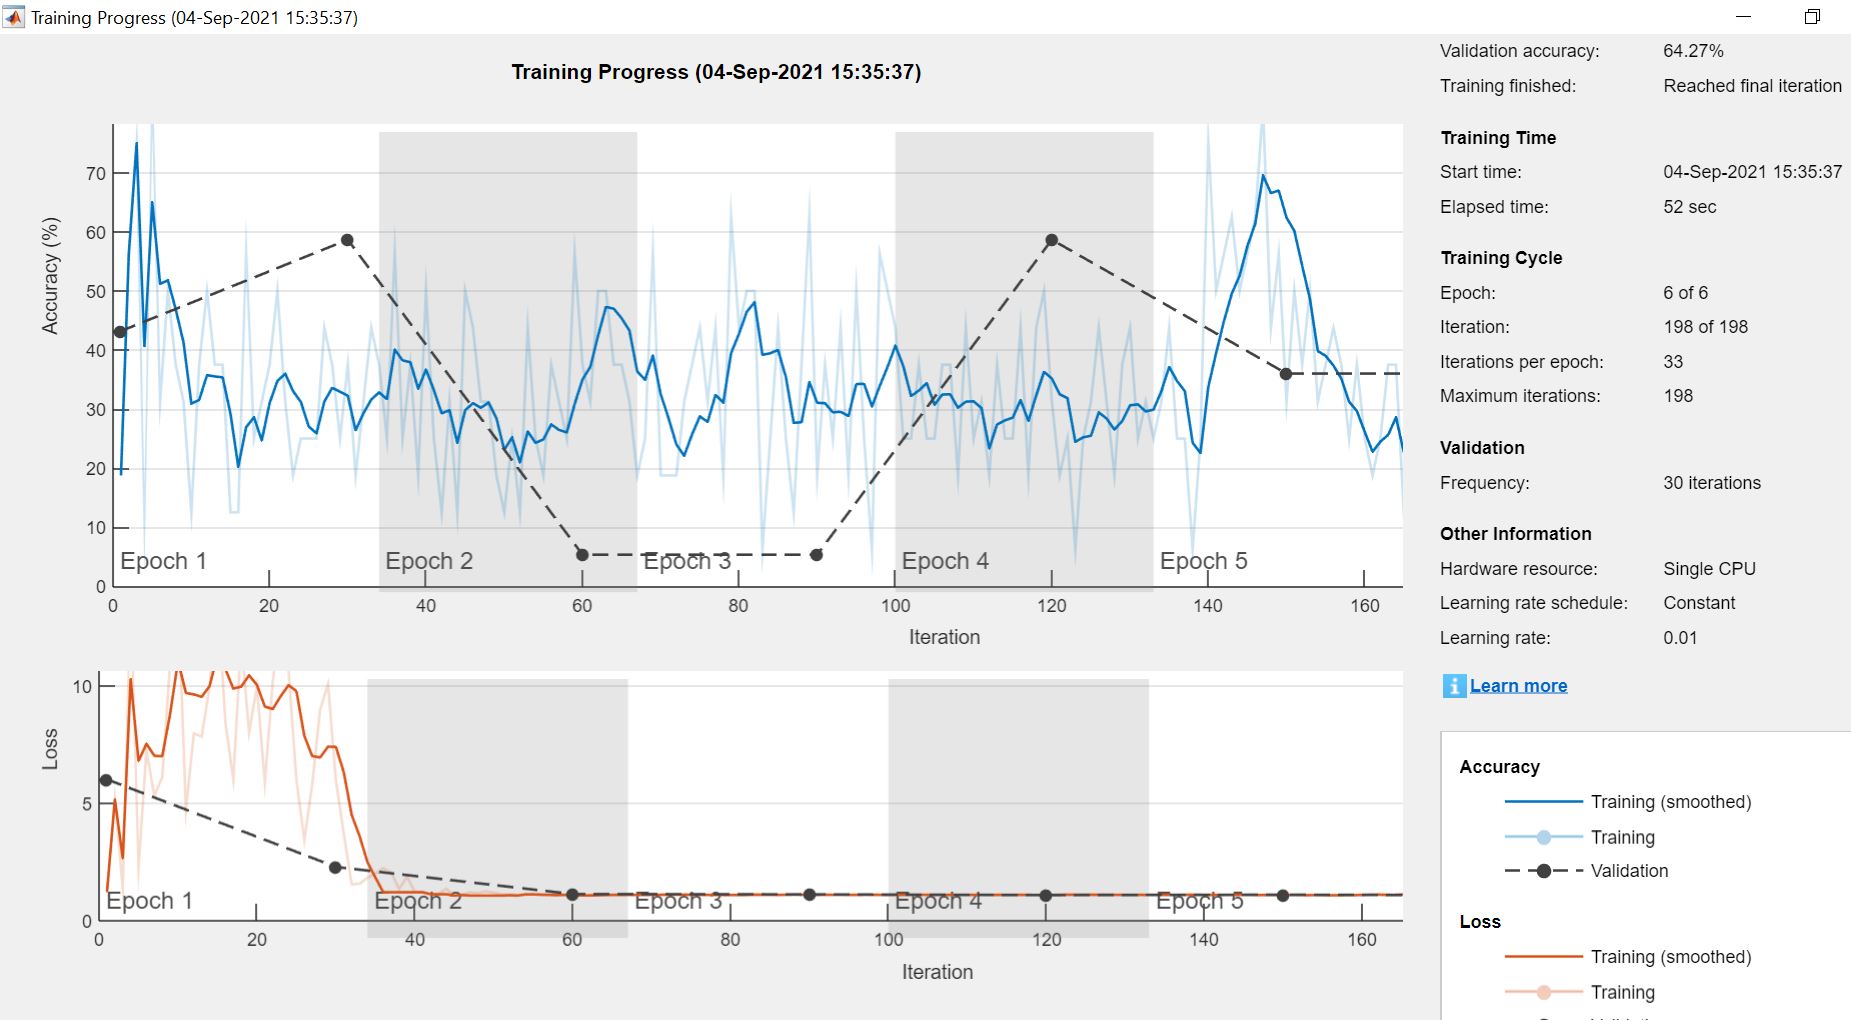 Training Progress (04-Sep-2021 15:35:37)
Training Progress (04-Sep-2021 15:35:37)
Accuracy (%)
70
60
50
40
30
20
10
0
Epoch 1
Epoch 2
Epoch 3
Epoch 4
Epoch 5
0 20 40 60 80 100 120 140 160
Iteration
Loss
10
5
0
Epoch 1
Epoch 2
Epoch 3
Epoch 4
Epoch 5
0 20 40 60 80 100 120 140 160
Iteration
Validation accuracy: 64.27%
Training finished: Reached final iteration
Training Time
Start time: 04-Sep-2021 15:35:37
Elapsed time: 52 sec
Training Cycle
Epoch: 6 of 6
Iteration: 198 of 198
Iterations per epoch: 33
Maximum iterations: 198
Validation
Frequency: 30 iterations
Other Information
Hardware resource: Single CPU
Learning rate schedule: Constant
Learning rate: 0.01
i Learn more
Accuracy
Training (smoothed)
Training
Validation
Loss
Training (smoothed)
Training